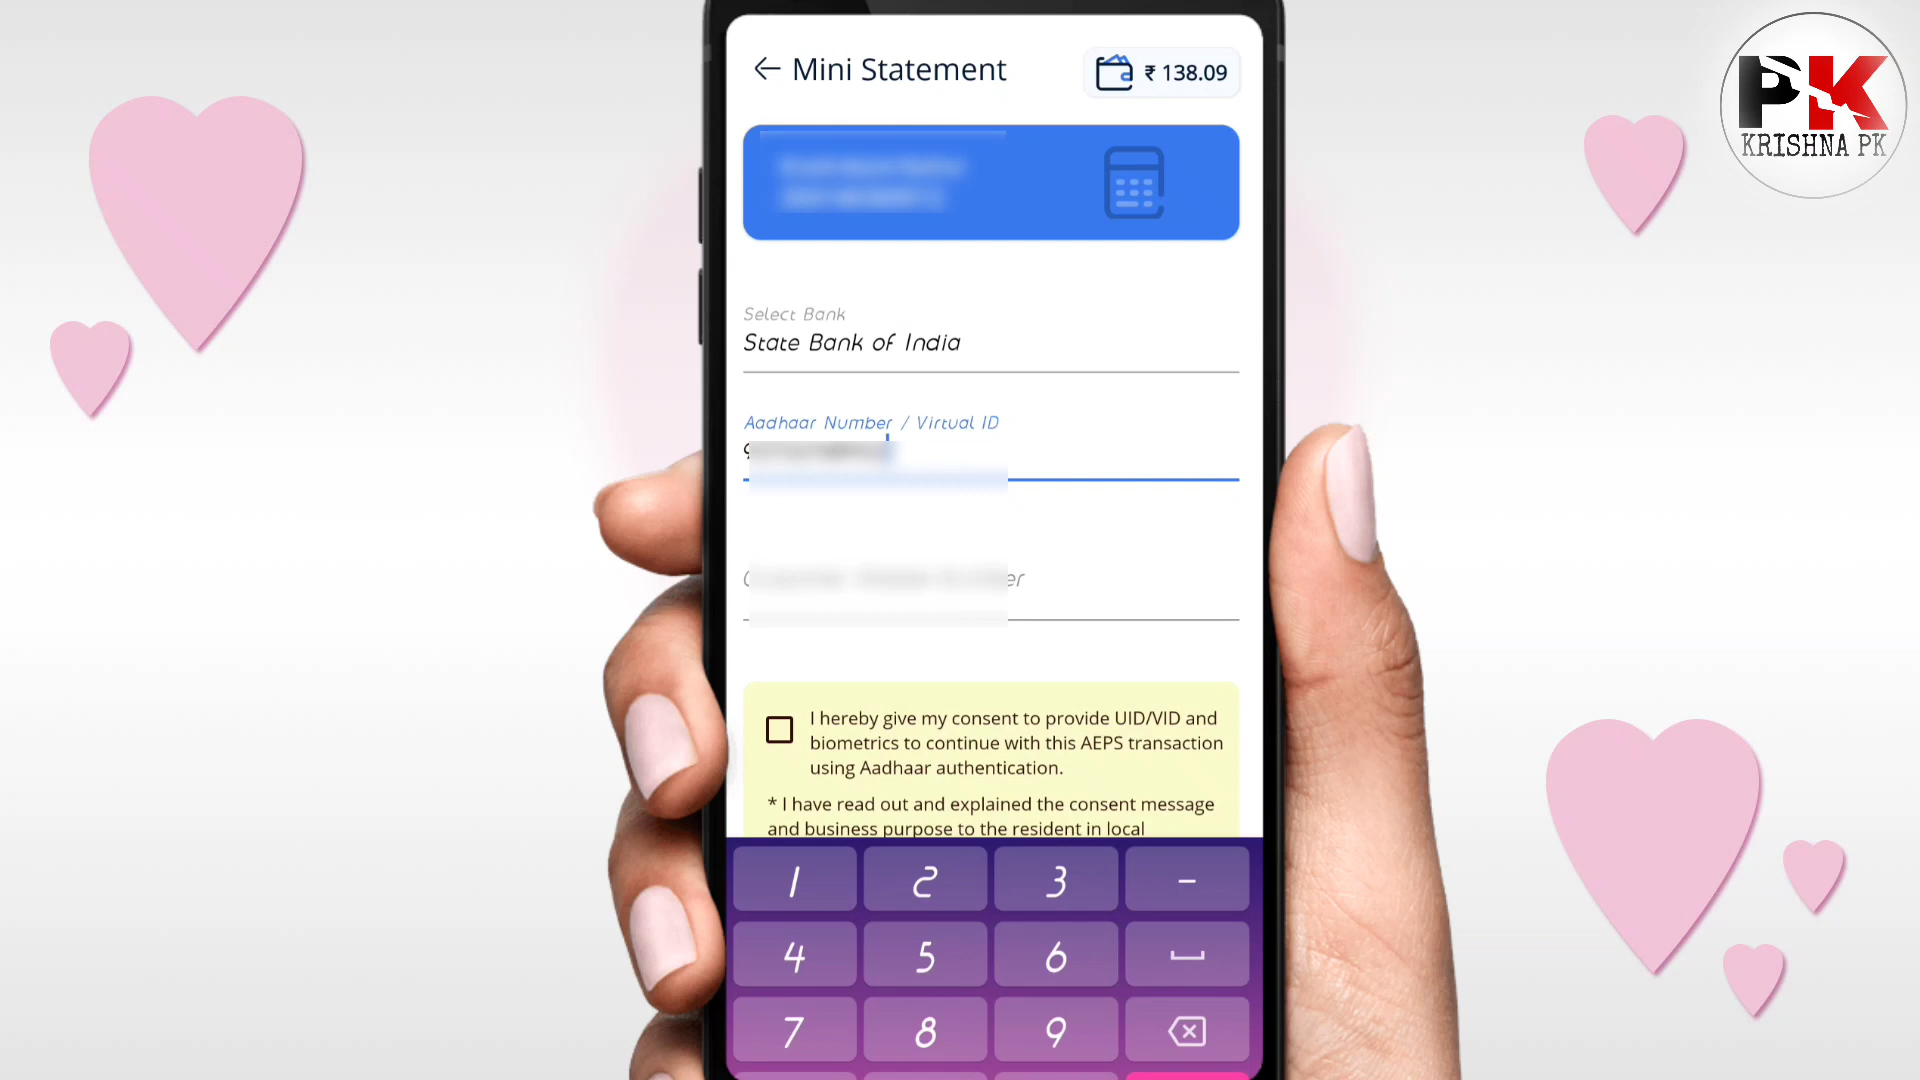 Mini Statement
₹ 138.09
PK
KRISHNA PK
Select Bank
State Bank of India
Aadhaar Number / Virtual ID
I hereby give my consent to provide UID/VID and
biometrics to continue with this AEPS transaction
using Aadhaar authentication.
* I have read out and explained the consent message
and business purpose to the resident in local
1 2 3 -
4 5 6
7 8 9